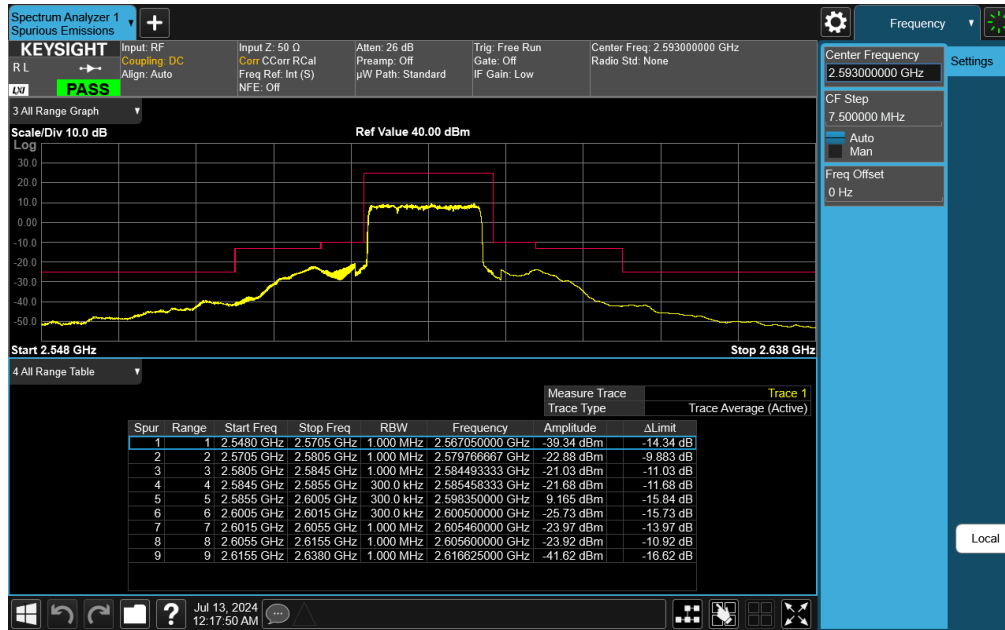 Spectrum Analyzer 1
Spurious Emissions
Frequency
KEYSIGHT
R L
LXI
PASS
Input: RF
Coupling: DC
Align: Auto
Input Z: 50 Ω
Corr CCorr RCal
Freq Ref: Int (S)
NFE: Off
Atten: 26 dB
Preamp: Off
µW Path: Standard
Trig: Free Run
Gate: Off
IF Gain: Low
Center Freq: 2.593000000 GHz
Radio Std: None
3 All Range Graph
Scale/Div 10.0 dB
Ref Value 40.00 dBm
Log
30.0
20.0
10.0
0.00
-10.0
-20.0
-30.0
-40.0
-50.0
Start 2.548 GHz
Stop 2.638 GHz
4 All Range Table
Measure Trace Trace 1
Trace Type Trace Average (Active)
Spur Range Start Freq Stop Freq RBW Frequency Amplitude ΔLimit
1 1 2.5480 GHz 2.5705 GHz 1.000 MHz 2.567050000 GHz -39.34 dBm -14.34 dB
2 2 2.5705 GHz 2.5805 GHz 1.000 MHz 2.579766667 GHz -22.88 dBm -9.883 dB
3 3 2.5805 GHz 2.5845 GHz 1.000 MHz 2.584493333 GHz -21.03 dBm -11.03 dB
4 4 2.5845 GHz 2.5855 GHz 300.0 kHz 2.585458333 GHz -21.68 dBm -11.68 dB
5 5 2.5855 GHz 2.6005 GHz 300.0 kHz 2.598350000 GHz 9.165 dBm -15.84 dB
6 6 2.6005 GHz 2.6015 GHz 300.0 kHz 2.600500000 GHz -25.73 dBm -15.73 dB
7 7 2.6015 GHz 2.6055 GHz 1.000 MHz 2.605460000 GHz -23.97 dBm -13.97 dB
8 8 2.6055 GHz 2.6155 GHz 1.000 MHz 2.605600000 GHz -23.92 dBm -10.92 dB
9 9 2.6155 GHz 2.6380 GHz 1.000 MHz 2.616625000 GHz -41.62 dBm -16.62 dB
Center Frequency
2.593000000 GHz
CF Step
7.500000 MHz
Auto
Man
Freq Offset
0 Hz
Settings
Local
?
Jul 13, 2024
12:17:50 AM